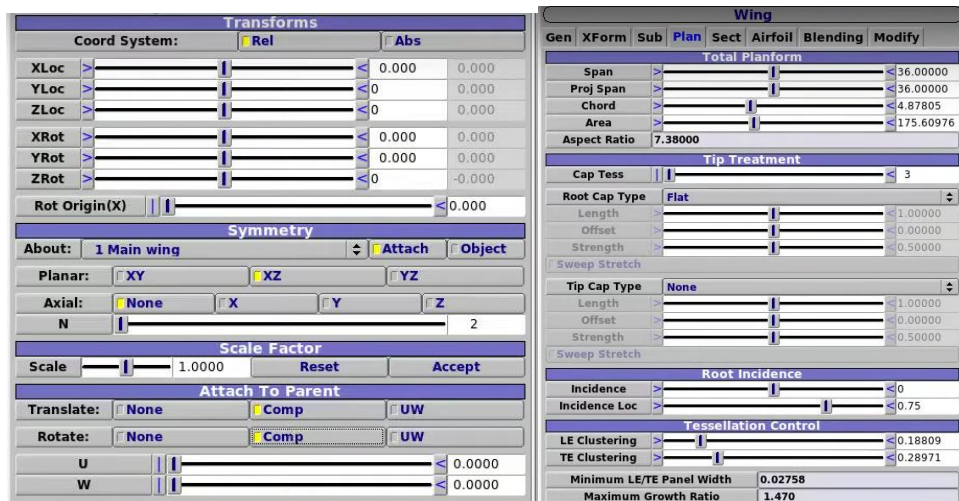 Transforms
Coord System: Rel Abs
XLoc > < 0.000 0.000
YLoc > < 0 0.000
ZLoc > < 0 0.000
XRot > < 0.000 0.000
YRot > < 0.000 0.000
ZRot > < 0 -0.000
Rot Origin(X) | < 0.000
Symmetry
About: 1 Main wing Attach Object
Planar: XY XZ YZ
Axial: None X Y Z
N 2
Scale Factor
Scale 1.0000 Reset Accept
Attach To Parent
Translate: None Comp UW
Rotate: None Comp UW
U | < 0.0000
W | < 0.0000
Wing
Gen XForm Sub Plan Sect Airfoil Blending Modify
Total Planform
Span > < 36.00000
Proj Span > < 36.00000
Chord > < 4.87805
Area > < 175.60976
Aspect Ratio 7.38000
Tip Treatment
Cap Tess | < 3
Root Cap Type Flat
Length > < 1.00000
Offset > < 0.00000
Strength > < 0.50000
Sweep Stretch
Tip Cap Type None
Length > < 1.00000
Offset > < 0.00000
Strength > < 0.50000
Sweep Stretch
Root Incidence
Incidence > < 0
Incidence Loc > < 0.75
Tessellation Control
LE Clustering > < 0.18809
TE Clustering > < 0.28971
Minimum LE/TE Panel Width 0.02758
Maximum Growth Ratio 1.470